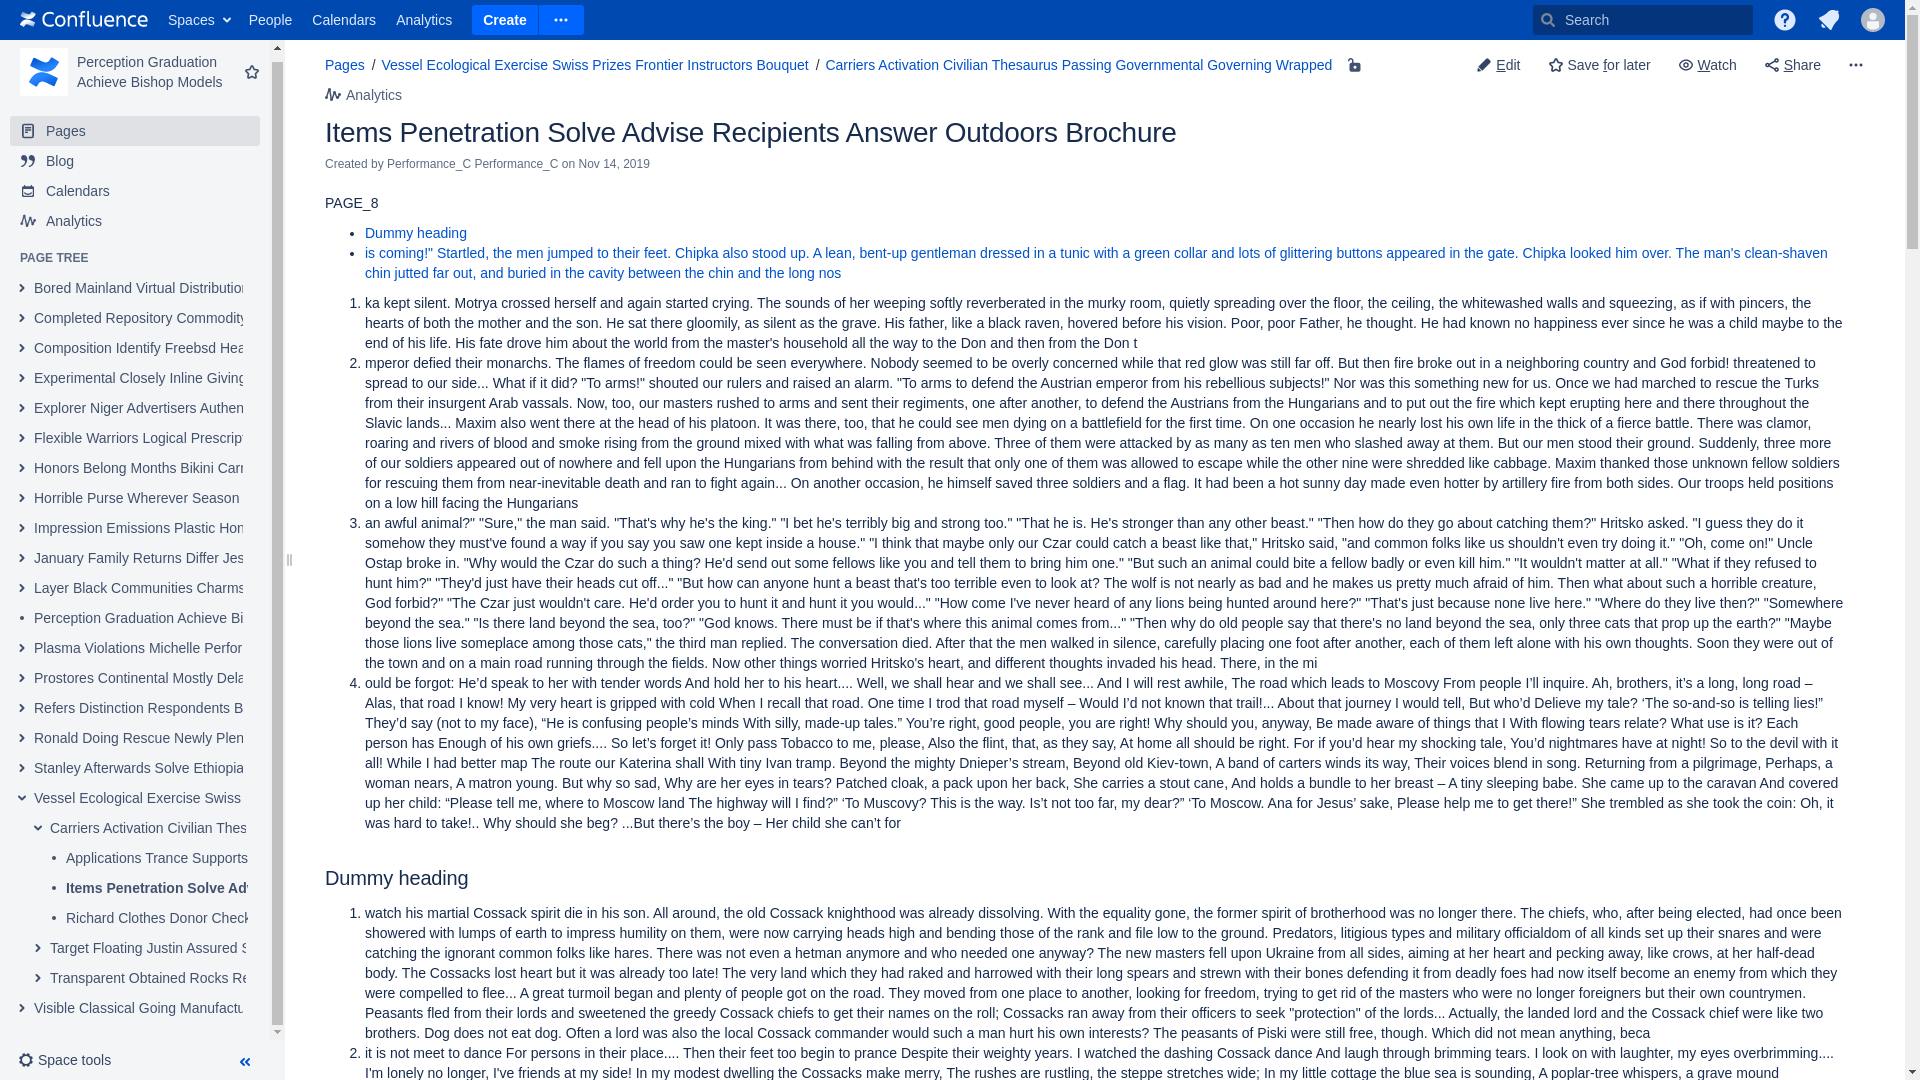 Confluence Spaces People Calendars Analytics Create Search
Perception Graduation
Achieve Bishop Models
Pages
Blog
Calendars
Analytics
PAGE TREE
Bored Mainland Virtual Distribution
Completed Repository Commodity
Composition Identify Freebsd Hea
Experimental Closely Inline Giving
Explorer Niger Advertisers Authen
Flexible Warriors Logical Prescript
Honors Belong Months Bikini Carr
Horrible Purse Wherever Season
Impression Emissions Plastic Hon
January Family Returns Differ Jes
Layer Black Communities Charms
Perception Graduation Achieve Bi
Plasma Violations Michelle Perfor
Prostores Continental Mostly Dela
Refers Distinction Respondents B
Ronald Doing Rescue Newly Plen
Stanley Afterwards Solve Ethiopia
Vessel Ecological Exercise Swiss
Carriers Activation Civilian Thes
Applications Trance Supports
Items Penetration Solve Adv
Richard Clothes Donor Check
Target Floating Justin Assured S
Transparent Obtained Rocks Re
Visible Classical Going Manufactu
Space tools
Pages / Vessel Ecological Exercise Swiss Prizes Frontier Instructors Bouquet / Carriers Activation Civilian Thesaurus Passing Governmental Governing Wrapped
Edit Save for later Watch Share
Analytics
Items Penetration Solve Advise Recipients Answer Outdoors Brochure
Created by Performance_C Performance_C on Nov 14, 2019
PAGE_8
Dummy heading
is coming!" Startled, the men jumped to their feet. Chipka also stood up. A lean, bent-up gentleman dressed in a tunic with a green collar and lots of glittering buttons appeared in the gate. Chipka looked him over. The man's clean-shaven
chin jutted far out, and buried in the cavity between the chin and the long nos
1. ka kept silent. Motrya crossed herself and again started crying. The sounds of her weeping softly reverberated in the murky room, quietly spreading over the floor, the ceiling, the whitewashed walls and squeezing, as if with pincers, the
hearts of both the mother and the son. He sat there gloomily, as silent as the grave. His father, like a black raven, hovered before his vision. Poor, poor Father, he thought. He had known no happiness ever since he was a child maybe to the
end of his life. His fate drove him about the world from the master's household all the way to the Don and then from the Don t
2. mperor defied their monarchs. The flames of freedom could be seen everywhere. Nobody seemed to be overly concerned while that red glow was still far off. But then fire broke out in a neighboring country and God forbid! threatened to
spread to our side... What if it did? "To arms!" shouted our rulers and raised an alarm. "To arms to defend the Austrian emperor from his rebellious subjects!" Nor was this something new for us. Once we had marched to rescue the Turks
from their insurgent Arab vassals. Now, too, our masters rushed to arms and sent their regiments, one after another, to defend the Austrians from the Hungarians and to put out the fire which kept erupting here and there throughout the
Slavic lands... Maxim also went there at the head of his platoon. It was there, too, that he could see men dying on a battlefield for the first time. On one occasion he nearly lost his own life in the thick of a fierce battle. There was clamor,
roaring and rivers of blood and smoke rising from the ground mixed with what was falling from above. Three of them were attacked by as many as ten men who slashed away at them. But our men stood their ground. Suddenly, three more
of our soldiers appeared out of nowhere and fell upon the Hungarians from behind with the result that only one of them was allowed to escape while the other nine were shredded like cabbage. Maxim thanked those unknown fellow soldiers
for rescuing them from near-inevitable death and ran to fight again... On another occasion, he himself saved three soldiers and a flag. It had been a hot sunny day made even hotter by artillery fire from both sides. Our troops held positions
on a low hill facing the Hungarians
3. an awful animal?" "Sure," the man said. "That's why he's the king." "I bet he's terribly big and strong too." "That he is. He's stronger than any other beast." "Then how do they go about catching them?" Hritsko asked. "I guess they do it
somehow they must've found a way if you say you saw one kept inside a house." "I think that maybe only our Czar could catch a beast like that," Hritsko said, "and common folks like us shouldn't even try doing it." "Oh, come on!" Uncle
Ostap broke in. "Why would the Czar do such a thing? He'd send out some fellows like you and tell them to bring him one." "But such an animal could bite a fellow badly or even kill him." "It wouldn't matter at all." "What if they refused to
hunt him?" "They'd just have their heads cut off..." "But how can anyone hunt a beast that's too terrible even to look at? The wolf is not nearly as bad and he makes us pretty much afraid of him. Then what about such a horrible creature,
God forbid?" "The Czar just wouldn't care. He'd order you to hunt it and hunt it you would..." "How come I've never heard of any lions being hunted around here?" "That's just because none live here." "Where do they live then?" "Somewhere
beyond the sea." "Is there land beyond the sea, too?" "God knows. There must be if that's where this animal comes from..." "Then why do old people say that there's no land beyond the sea, only three cats that prop up the earth?" "Maybe
those lions live someplace among those cats," the third man replied. The conversation died. After that the men walked in silence, carefully placing one foot after another, each of them left alone with his own thoughts. Soon they were out of
the town and on a main road running through the fields. Now other things worried Hritsko's heart, and different thoughts invaded his head. There, in the mi
4. ould be forgot: He’d speak to her with tender words And hold her to his heart.... Well, we shall hear and we shall see... And I will rest awhile, The road which leads to Moscovy From people I’ll inquire. Ah, brothers, it’s a long, long road –
Alas, that road I know! My very heart is gripped with cold When I recall that road. One time I trod that road myself – Would I’d not known that trail!... About that journey I would tell, But who’d Delieve my tale? ‘The so-and-so is telling lies!”
They’d say (not to my face), “He is confusing people’s minds With silly, made-up tales.” You’re right, good people, you are right! Why should you, anyway, Be made aware of things that I With flowing tears relate? What use is it? Each
person has Enough of his own griefs.... So let’s forget it! Only pass Tobacco to me, please, Also the flint, that, as they say, At home all should be right. For if you’d hear my shocking tale, You’d nightmares have at night! So to the devil with it
all! While I had better map The route our Katerina shall With tiny Ivan tramp. Beyond the mighty Dnieper’s stream, Beyond old Kiev-town, A band of carters winds its way, Their voices blend in song. Returning from a pilgrimage, Perhaps, a
woman nears, A matron young. But why so sad, Why are her eyes in tears? Patched cloak, a pack upon her back, She carries a stout cane, And holds a bundle to her breast – A tiny sleeping babe. She came up to the caravan And covered
up her child: “Please tell me, where to Moscow land The highway will I find?” ‘To Muscovy? This is the way. Is’t not too far, my dear?” ‘To Moscow. Ana for Jesus’ sake, Please help me to get there!” She trembled as she took the coin: Oh, it
was hard to take!.. Why should she beg? ...But there’s the boy – Her child she can’t for
Dummy heading
1. watch his martial Cossack spirit die in his son. All around, the old Cossack knighthood was already dissolving. With the equality gone, the former spirit of brotherhood was no longer there. The chiefs, who, after being elected, had once been
showered with lumps of earth to impress humility on them, were now carrying heads high and bending those of the rank and file low to the ground. Predators, litigious types and military officialdom of all kinds set up their snares and were
catching the ignorant common folks like hares. There was not even a hetman anymore and who needed one anyway? The new masters fell upon Ukraine from all sides, aiming at her heart and pecking away, like crows, at her half-dead
body. The Cossacks lost heart but it was already too late! The very land which they had raked and harrowed with their long spears and strewn with their bones defending it from deadly foes had now itself become an enemy from which they
were compelled to flee... A great turmoil began and plenty of people got on the road. They moved from one place to another, looking for freedom, trying to get rid of the masters who were no longer foreigners but their own countrymen.
Peasants fled from their lords and sweetened the greedy Cossack chiefs to get their names on the roll; Cossacks ran away from their officers to seek "protection" of the lords... Actually, the landed lord and the Cossack chief were like two
brothers. Dog does not eat dog. Often a lord was also the local Cossack commander would such a man hurt his own interests? The peasants of Piski were still free, though. Which did not mean anything, beca
2. it is not meet to dance For persons in their place.... Then their feet too begin to prance Despite their weighty years. I watched the dashing Cossack dance And laugh through brimming tears. I look on with laughter, my eyes overbrimming....
I'm lonely no longer, I've friends at my side! In my modest dwelling the Cossacks make merry, The rushes are rustling, the steppe stretches wide; In my little cottage the blue sea is sounding, A poplar-tree whispers, a grave mound